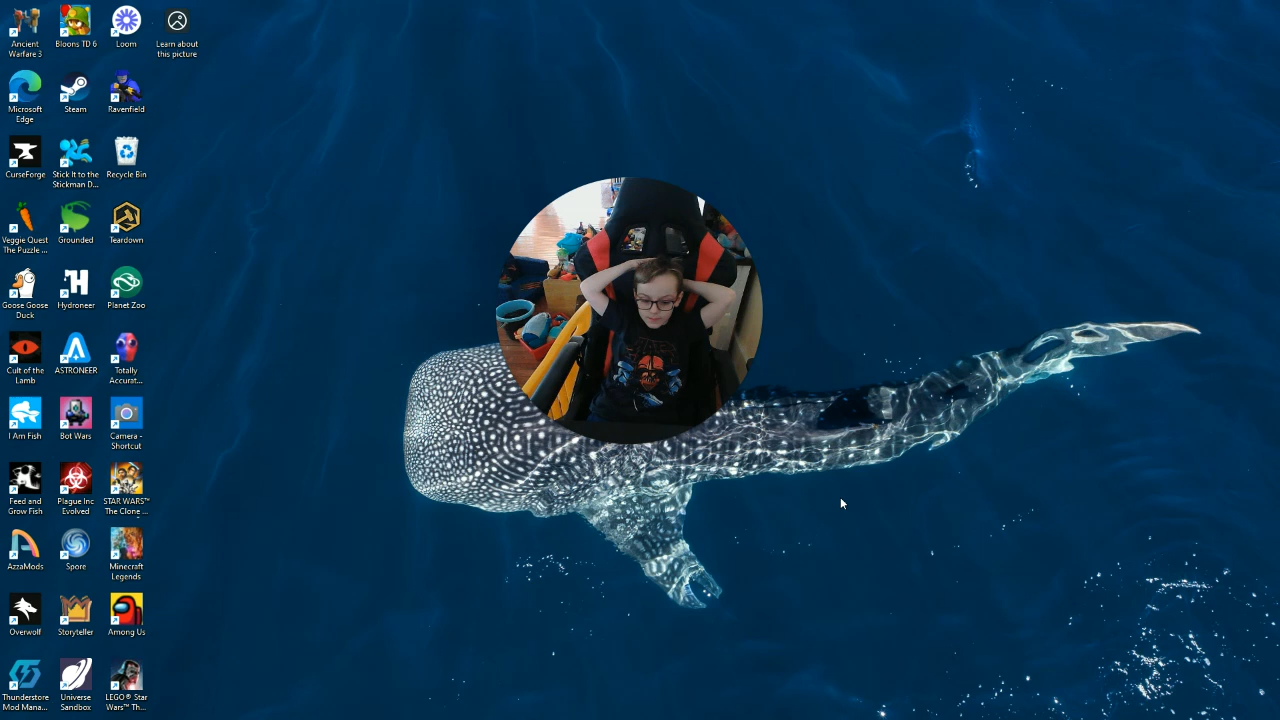 Ancient
Warfare 3
Bloons TD 6
Loom
Learn about
this picture
Microsoft
Edge
Steam
Ravenfield
CurseForge
Stick It to the
Stickman D...
Recycle Bin
Veggie Quest
The Puzzle ...
Grounded
Teardown
Goose Goose
Duck
Hydroneer
Planet Zoo
Cult of the
Lamb
ASTRONEER
Totally
Accurat...
I Am Fish
Bot Wars
Camera -
Shortcut
Feed and
Grow Fish
Plague Inc
Evolved
STAR WARS™
The Clone ...
AzzaMods
Spore
Minecraft
Legends
Overwolf
Storyteller
Among Us
Thunderstore
Mod Mana...
Universe
Sandbox
LEGO® Star
Wars™ Th...